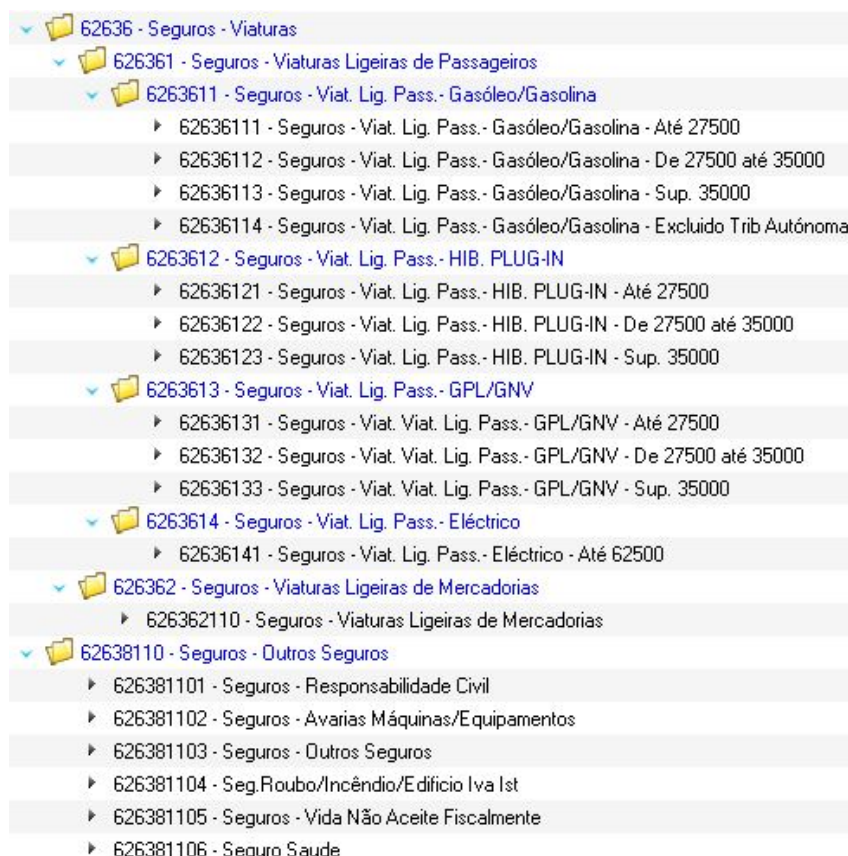 62636 - Seguros - Viaturas
626361 - Seguros - Viaturas Ligeiras de Passageiros
6263611 - Seguros - Viat. Lig. Pass.- Gasóleo/Gasolina
62636111 - Seguros - Viat. Lig. Pass.- Gasóleo/Gasolina - Até 27500
62636112 - Seguros - Viat. Lig. Pass.- Gasóleo/Gasolina - De 27500 até 35000
62636113 - Seguros - Viat. Lig. Pass.- Gasóleo/Gasolina - Sup. 35000
62636114 - Seguros - Viat. Lig. Pass.- Gasóleo/Gasolina - Excluido Trib Autónoma
6263612 - Seguros - Viat. Lig. Pass.- HIB. PLUG-IN
62636121 - Seguros - Viat. Lig. Pass.- HIB. PLUG-IN - Até 27500
62636122 - Seguros - Viat. Lig. Pass.- HIB. PLUG-IN - De 27500 até 35000
62636123 - Seguros - Viat. Lig. Pass.- HIB. PLUG-IN - Sup. 35000
6263613 - Seguros - Viat. Lig. Pass.- GPL/GNV
62636131 - Seguros - Viat. Viat. Lig. Pass.- GPL/GNV - Até 27500
62636132 - Seguros - Viat. Viat. Lig. Pass.- GPL/GNV - De 27500 até 35000
62636133 - Seguros - Viat. Viat. Lig. Pass.- GPL/GNV - Sup. 35000
6263614 - Seguros - Viat. Lig. Pass.- Eléctrico
62636141 - Seguros - Viat. Lig. Pass.- Eléctrico - Até 62500
626362 - Seguros - Viaturas Ligeiras de Mercadorias
626362110 - Seguros - Viaturas Ligeiras de Mercadorias
62638110 - Seguros - Outros Seguros
626381101 - Seguros - Responsabilidade Civil
626381102 - Seguros - Avarias Máquinas/Equipamentos
626381103 - Seguros - Outros Seguros
626381104 - Seg.Roubo/Incêndio/Edificio Iva Ist
626381105 - Seguros - Vida Não Aceite Fiscalmente
626381106 - Seguro Saude